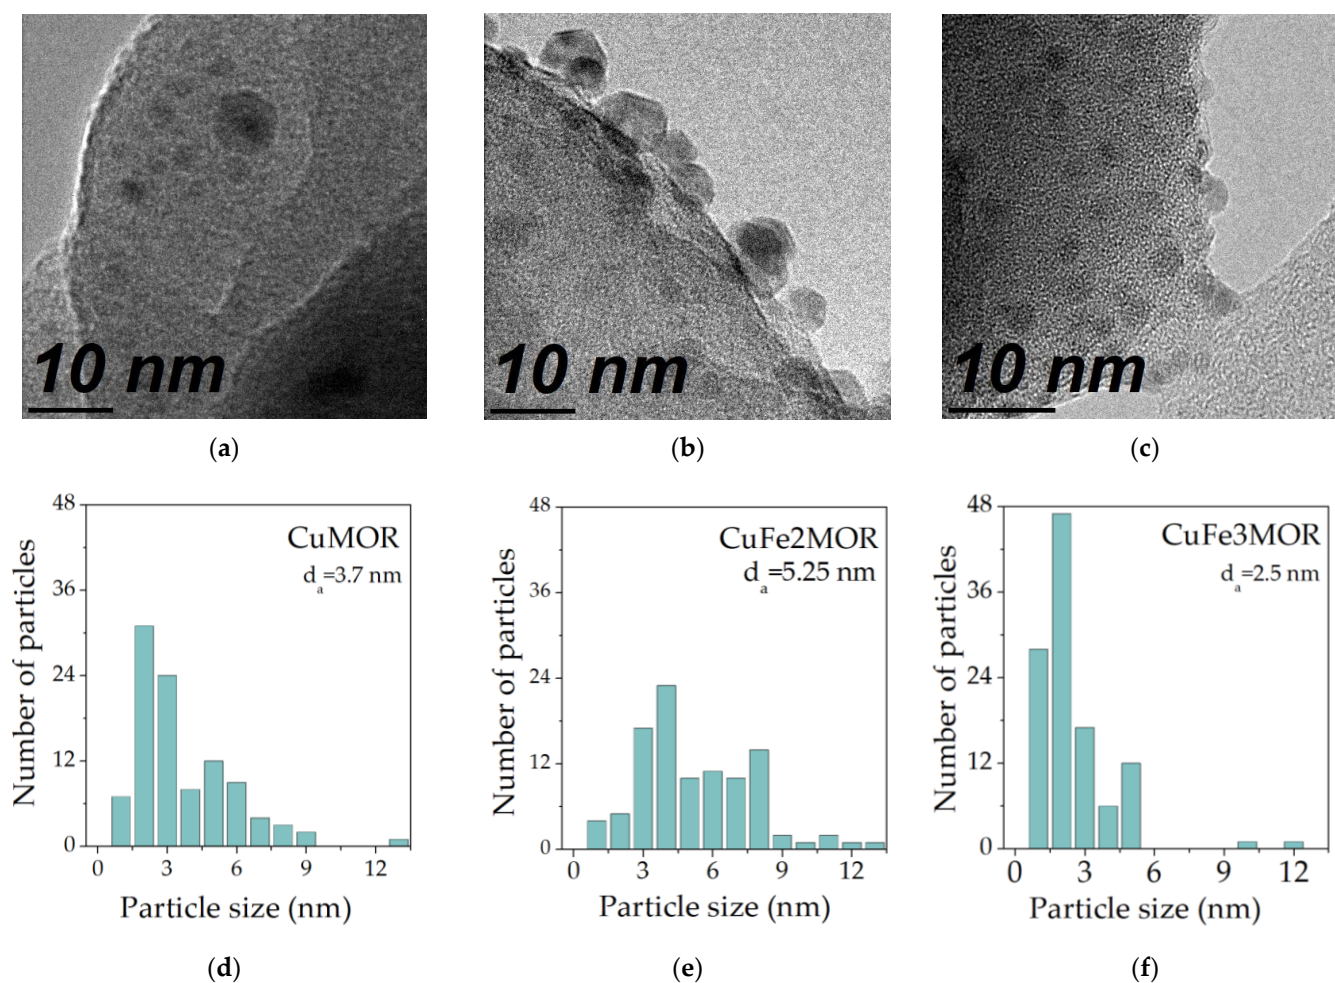 10 nm
10 nm
10 nm
(a)
(b)
(c)
48
36
24
12
0
Number of particles
CuMOR
da=3.7 nm
0 3 6 9 12
Particle size (nm)
48
36
24
12
0
Number of particles
CuFe2MOR
da=5.25 nm
0 3 6 9 12
Particle size (nm)
48
36
24
12
0
Number of particles
CuFe3MOR
da=2.5 nm
0 3 6 9 12
Particle size (nm)
(d)
(e)
(f)